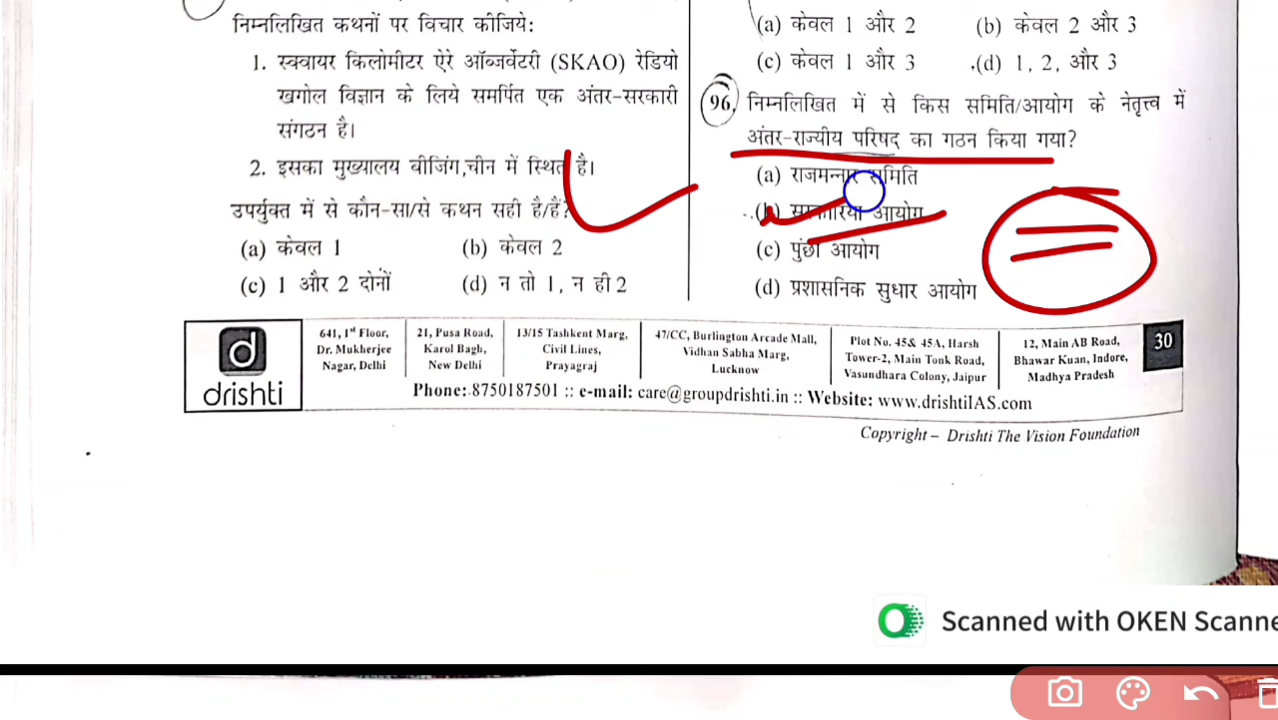 निम्नलिखित कथनों पर विचार कीजिये:
1. स्क्वायर किलोमीटर ऐरे ऑब्जर्वेटरी (SKAO) रेडियो
खगोल विज्ञान के लिये समर्पित एक अंतर-सरकारी
संगठन है।
2. इसका मुख्यालय बीजिंग,चीन में स्थित है।
उपर्युक्त में से कौन-सा/से कथन सही है/हैं?
(a) केवल 1 (b) केवल 2
(c) 1 और 2 दोनों (d) न तो 1, न ही 2
(a) केवल 1 और 2 (b) केवल 2 और 3
(c) केवल 1 और 3 (d) 1, 2, और 3
96. निम्नलिखित में से किस समिति/आयोग के नेतृत्त्व में
अंतर-राज्यीय परिषद का गठन किया गया?
(a) राजमन्नार समिति
(b) सरकारिया आयोग
(c) पुंछी आयोग
(d) प्रशासनिक सुधार आयोग
drishti
641, 1st Floor,
Dr. Mukherjee
Nagar, Delhi
21, Pusa Road,
Karol Bagh,
New Delhi
13/15 Tashkent Marg,
Civil Lines,
Prayagraj
47/CC, Burlington Arcade Mall,
Vidhan Sabha Marg,
Lucknow
Plot No. 45& 45A, Harsh
Tower-2, Main Tonk Road,
Vasundhara Colony, Jaipur
12, Main AB Road,
Bhawar Kuan, Indore,
Madhya Pradesh
30
Phone: 8750187501 :: e-mail: care@groupdrishti.in :: Website: www.drishtiIAS.com
Copyright – Drishti The Vision Foundation
Scanned with OKEN Scanne